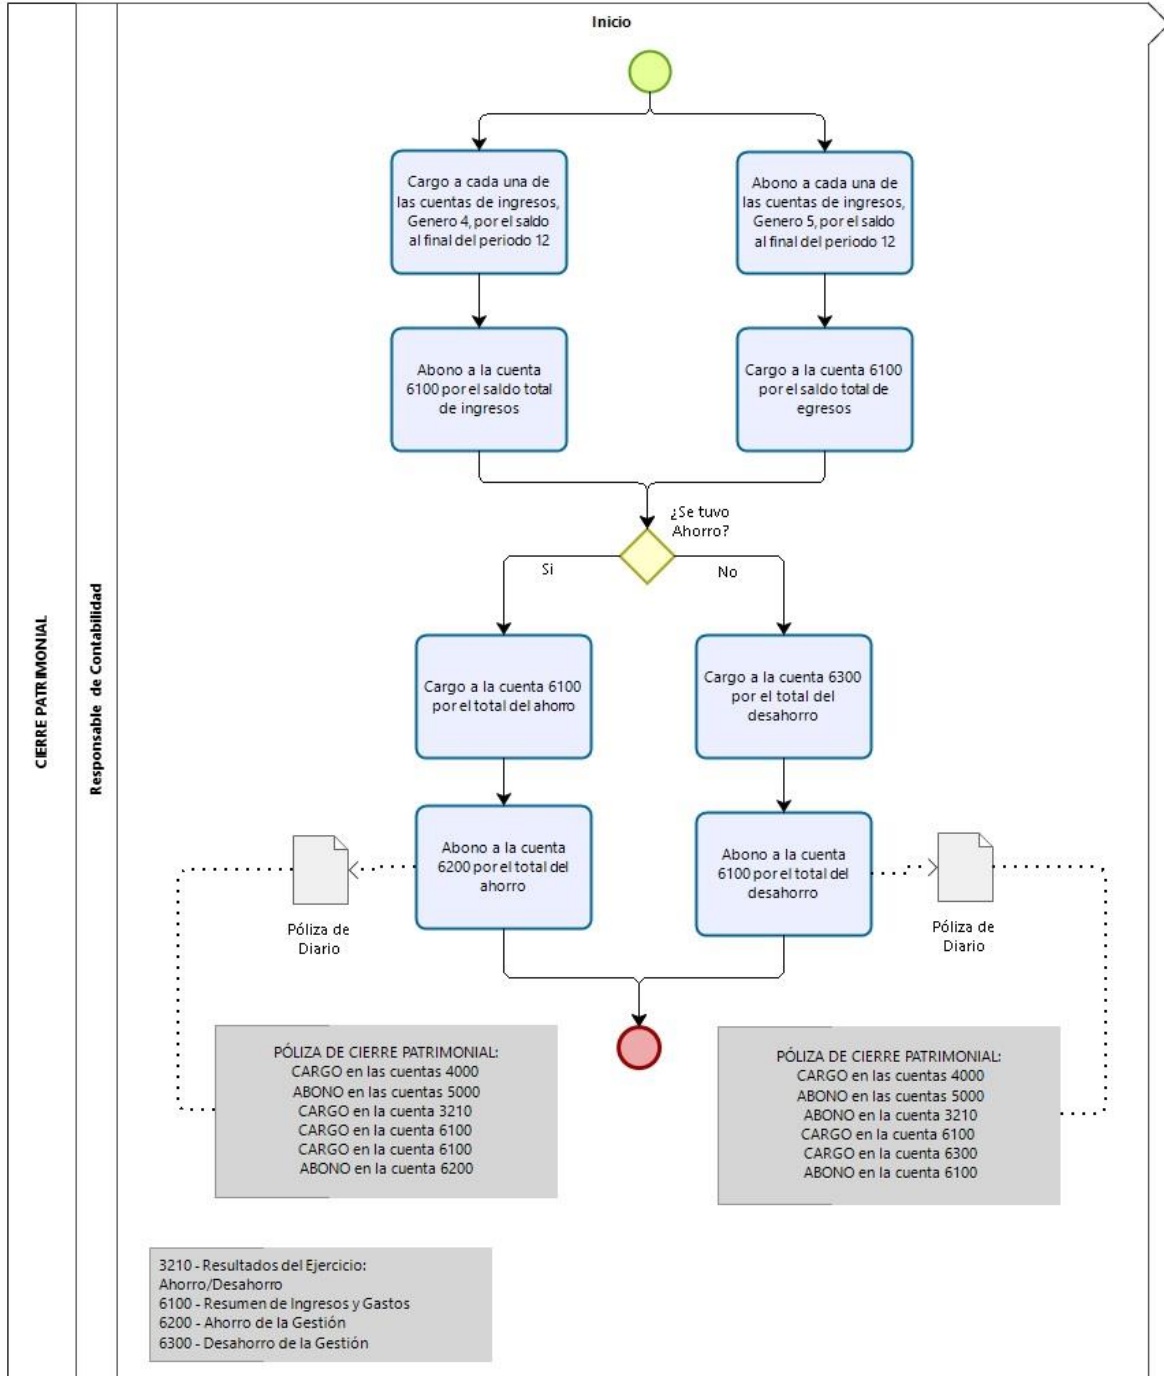 Inicio
CIERRE PATRIMONIAL
Responsable de Contabilidad
Cargo a cada una de
las cuentas de ingresos,
Genero 4, por el saldo
al final del periodo 12
Abono a cada una de
las cuentas de ingresos,
Genero 5, por el saldo
al final del periodo 12
Abono a la cuenta
6100 por el saldo total
de ingresos
Cargo a la cuenta 6100
por el saldo total de
egresos
¿Se tuvo
Ahorro?
Si
No
Cargo a la cuenta 6100
por el total del ahorro
Cargo a la cuenta 6300
por el total del
desahorro
Abono a la cuenta
6200 por el total del
ahorro
Abono a la cuenta
6100 por el total del
desahorro
Póliza de
Diario
Póliza de
Diario
PÓLIZA DE CIERRE PATRIMONIAL:
CARGO en las cuentas 4000
ABONO en las cuentas 5000
CARGO en la cuenta 3210
CARGO en la cuenta 6100
CARGO en la cuenta 6100
ABONO en la cuenta 6200
PÓLIZA DE CIERRE PATRIMONIAL:
CARGO en las cuentas 4000
ABONO en las cuentas 5000
ABONO en la cuenta 3210
CARGO en la cuenta 6100
CARGO en la cuenta 6300
ABONO en la cuenta 6100
3210 - Resultados del Ejercicio:
Ahorro/Desahorro
6100 - Resumen de Ingresos y Gastos
6200 - Ahorro de la Gestión
6300 - Desahorro de la Gestión